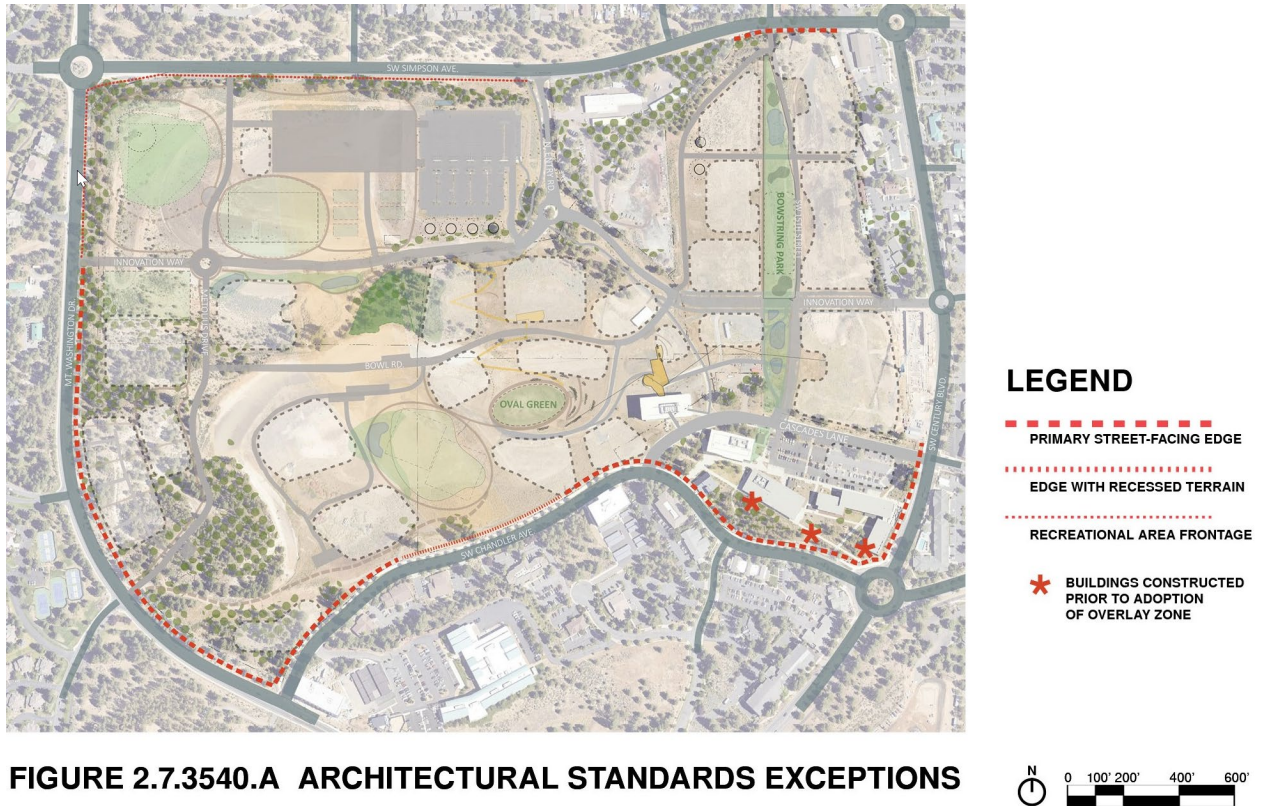 SW SIMPSON AVE.
BOWSTRING PARK
INNOVATION WAY
INNOVATION WAY
MT. WASHINGTON DR.
METOLIUS DRIVE
BOWL RD
OVAL GREEN
CASCADES LANE
SW CENTURY BLVD.
SW CHANDLER AVE.
LEGEND
PRIMARY STREET-FACING EDGE
EDGE WITH RECESSED TERRAIN
RECREATIONAL AREA FRONTAGE
BUILDINGS CONSTRUCTED
PRIOR TO ADOPTION
OF OVERLAY ZONE
FIGURE 2.7.3540.A ARCHITECTURAL STANDARDS EXCEPTIONS
N
0 100' 200' 400' 600'